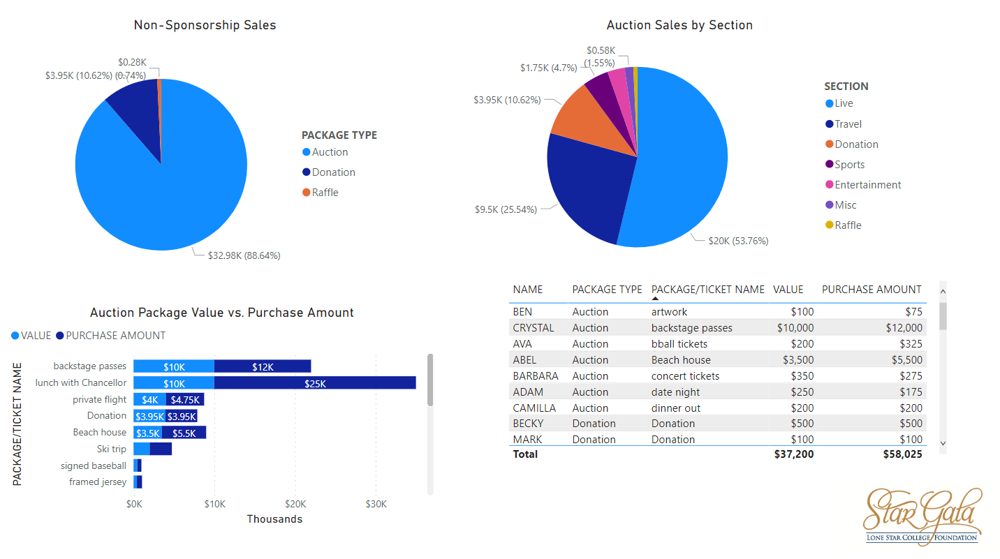 Non-Sponsorship Sales
$0.28K
$3.95K (10.62%) (0.74%)
$32.98K (88.64%)
PACKAGE TYPE
Auction
Donation
Raffle
Auction Sales by Section
$0.58K
(1.55%)
$1.75K (4.7%)
$3.95K (10.62%)
$9.5K (25.54%)
$20K (53.76%)
SECTION
Live
Travel
Donation
Sports
Entertainment
Misc
Raffle
Auction Package Value vs. Purchase Amount
VALUE PURCHASE AMOUNT
PACKAGE/TICKET NAME
backstage passes $10K $12K
lunch with Chancellor $10K $25K
private flight $4K $4.75K
Donation $3.95K $3.95K
Beach house $3.5K $5.5K
Ski trip
signed baseball
framed jersey
$0K $10K $20K $30K
Thousands
NAME PACKAGE TYPE PACKAGE/TICKET NAME VALUE PURCHASE AMOUNT
BEN Auction artwork $100 $75
CRYSTAL Auction backstage passes $10,000 $12,000
AVA Auction bball tickets $200 $325
ABEL Auction Beach house $3,500 $5,500
BARBARA Auction concert tickets $350 $275
ADAM Auction date night $250 $175
CAMILLA Auction dinner out $200 $200
BECKY Donation Donation $500 $500
MARK Donation Donation $100 $100
Total $37,200 $58,025
Star Gala
LONE STAR COLLEGE FOUNDATION